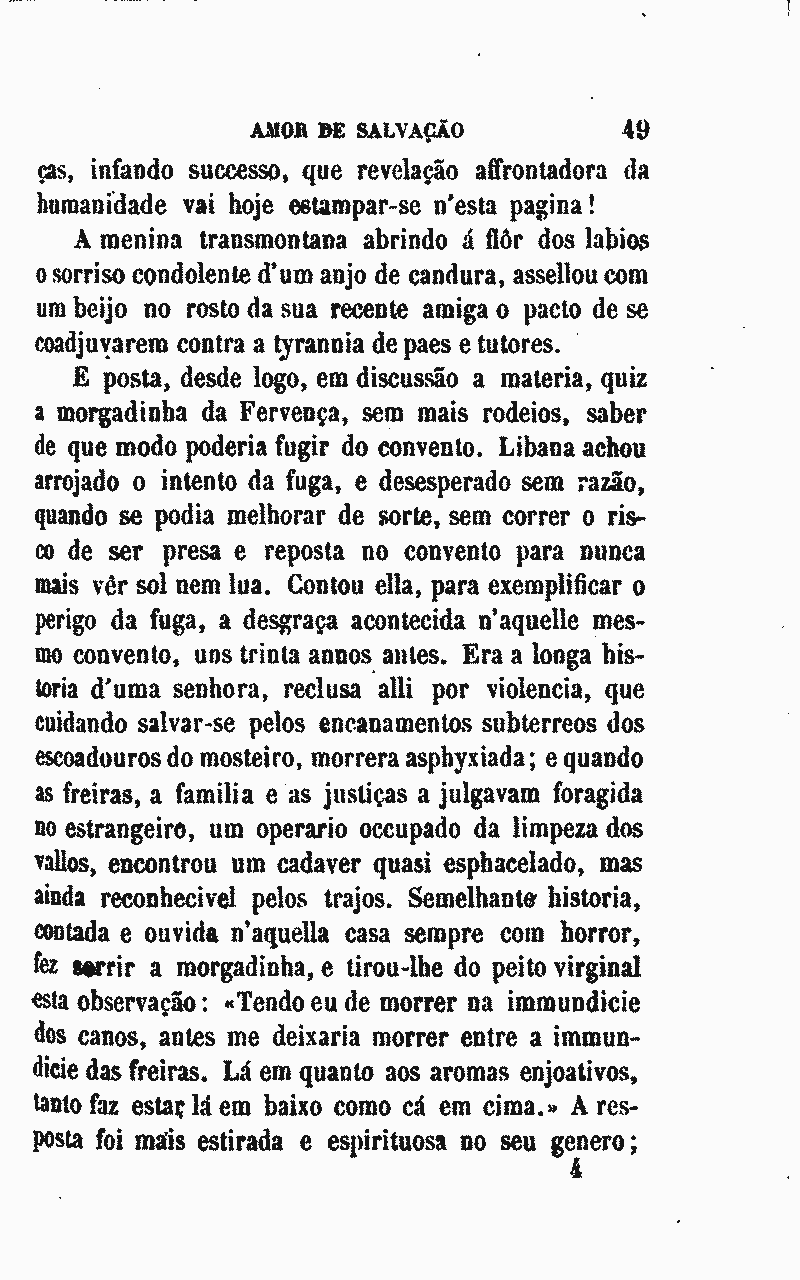 AMOR DE SALVAÇÃO 49
ças, infando successo, que revelação affrontadora da
humanidade vai hoje estampar-se n'esta pagina!
A menina transmontana abrindo á flôr dos labios
o sorriso condolente d'um anjo de candura, assellou com
um beijo no rosto da sua recente amiga o pacto de se
coadjuvarem contra a tyrannia de paes e tutores.
E posta, desde logo, em discussão a materia, quiz
a morgadinha da Fervença, sem mais rodeios, saber
de que modo poderia fugir do convento. Libana achou
arrojado o intento da fuga, e desesperado sem razão,
quando se podia melhorar de sorte, sem correr o ris-
co de ser presa e reposta no convento para nunca
mais vêr sol nem lua. Contou ella, para exemplificar o
perigo da fuga, a desgraça acontecida n'aquelle mes-
mo convento, uns trinta annos antes. Era a longa his-
toria d'uma senhora, reclusa alli por violencia, que
cuidando salvar-se pelos encanamentos subterreos dos
escoadouros do mosteiro, morrera asphyxiada; e quando
as freiras, a familia e as justiças a julgavam foragida
no estrangeiro, um operario occupado da limpeza dos
vallos, encontrou um cadaver quasi esphacelado, mas
ainda reconhecivel pelos trajos. Semelhante historia,
contada e ouvida n'aquella casa sempre com horror,
fez sorrir a morgadinha, e tirou-lhe do peito virginal
esta observação: «Tendo eu de morrer na immundicie
dos canos, antes me deixaria morrer entre a immun-
dicie das freiras. Lá em quanto aos aromas enjoativos,
tanto faz estar lá em baixo como cá em cima.» A res-
posta foi mais estirada e espirituosa no seu genero;
4